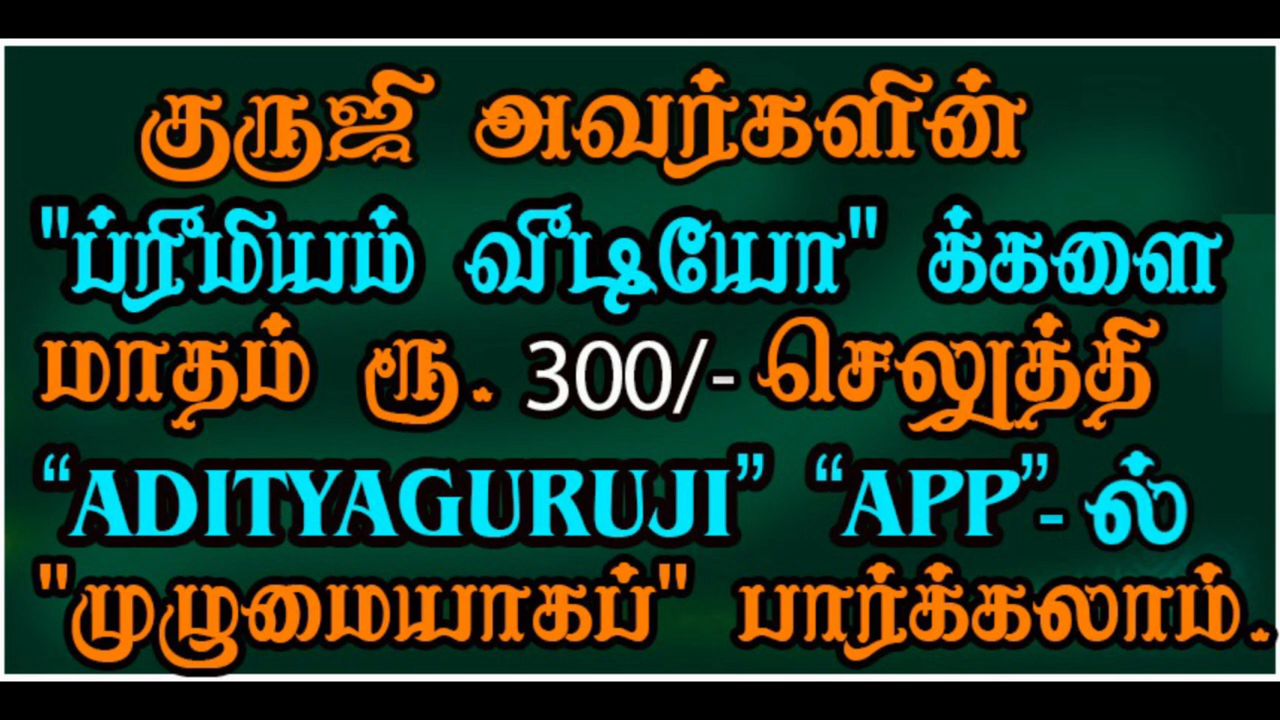 குருஜி அவர்களின்
"ப்ரீமியம் வீடியோ" க்களை
மாதம் ரூ. 300/- செலுத்தி
“ADITYAGURUJI” “APP”- ல்
"முழுமையாகப்" பார்க்கலாம்.